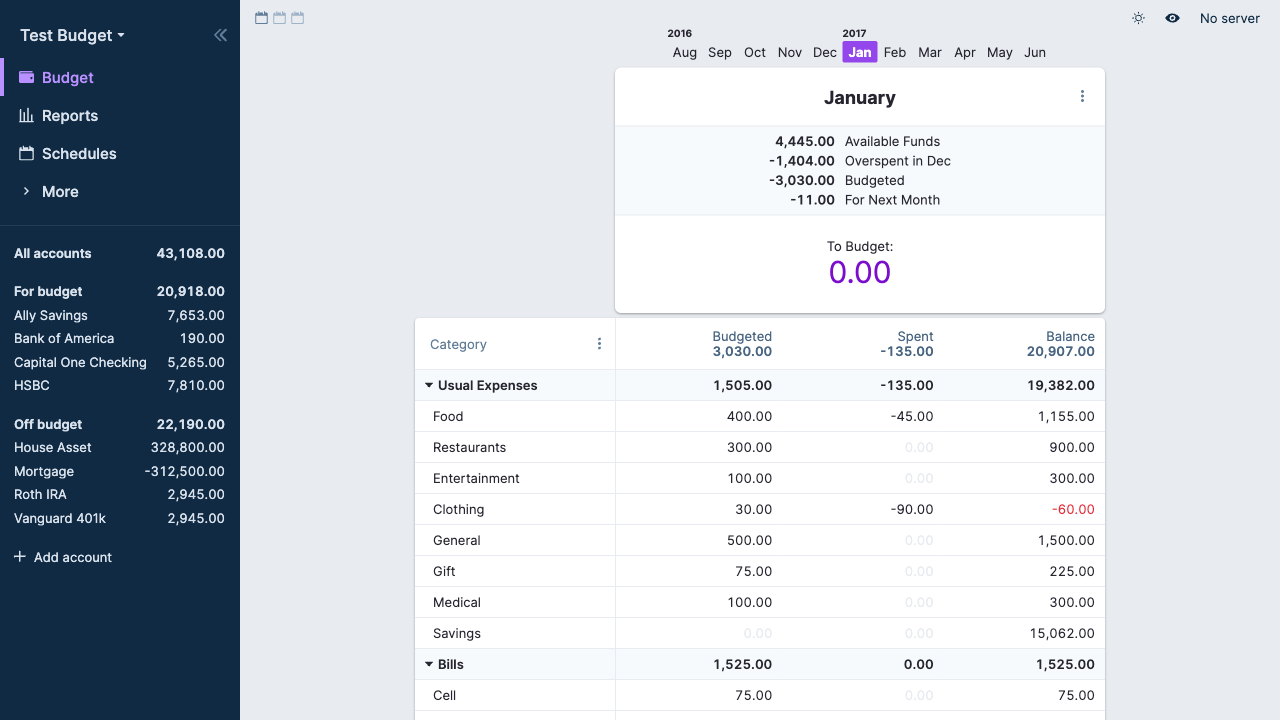 Test Budget
Budget
Reports
Schedules
More
All accounts 43,108.00
For budget 20,918.00
Ally Savings 7,653.00
Bank of America 190.00
Capital One Checking 5,265.00
HSBC 7,810.00
Off budget 22,190.00
House Asset 328,800.00
Mortgage -312,500.00
Roth IRA 2,945.00
Vanguard 401k 2,945.00
Add account
No server
2016 2017
Aug Sep Oct Nov Dec Jan Feb Mar Apr May Jun
January
4,445.00 Available Funds
-1,404.00 Overspent in Dec
-3,030.00 Budgeted
-11.00 For Next Month
To Budget:
0.00
Category Budgeted Spent Balance
3,030.00 -135.00 20,907.00
Usual Expenses 1,505.00 -135.00 19,382.00
Food 400.00 -45.00 1,155.00
Restaurants 300.00 0.00 900.00
Entertainment 100.00 0.00 300.00
Clothing 30.00 -90.00 -60.00
General 500.00 0.00 1,500.00
Gift 75.00 0.00 225.00
Medical 100.00 0.00 300.00
Savings 0.00 0.00 15,062.00
Bills 1,525.00 0.00 1,525.00
Cell 75.00 0.00 75.00